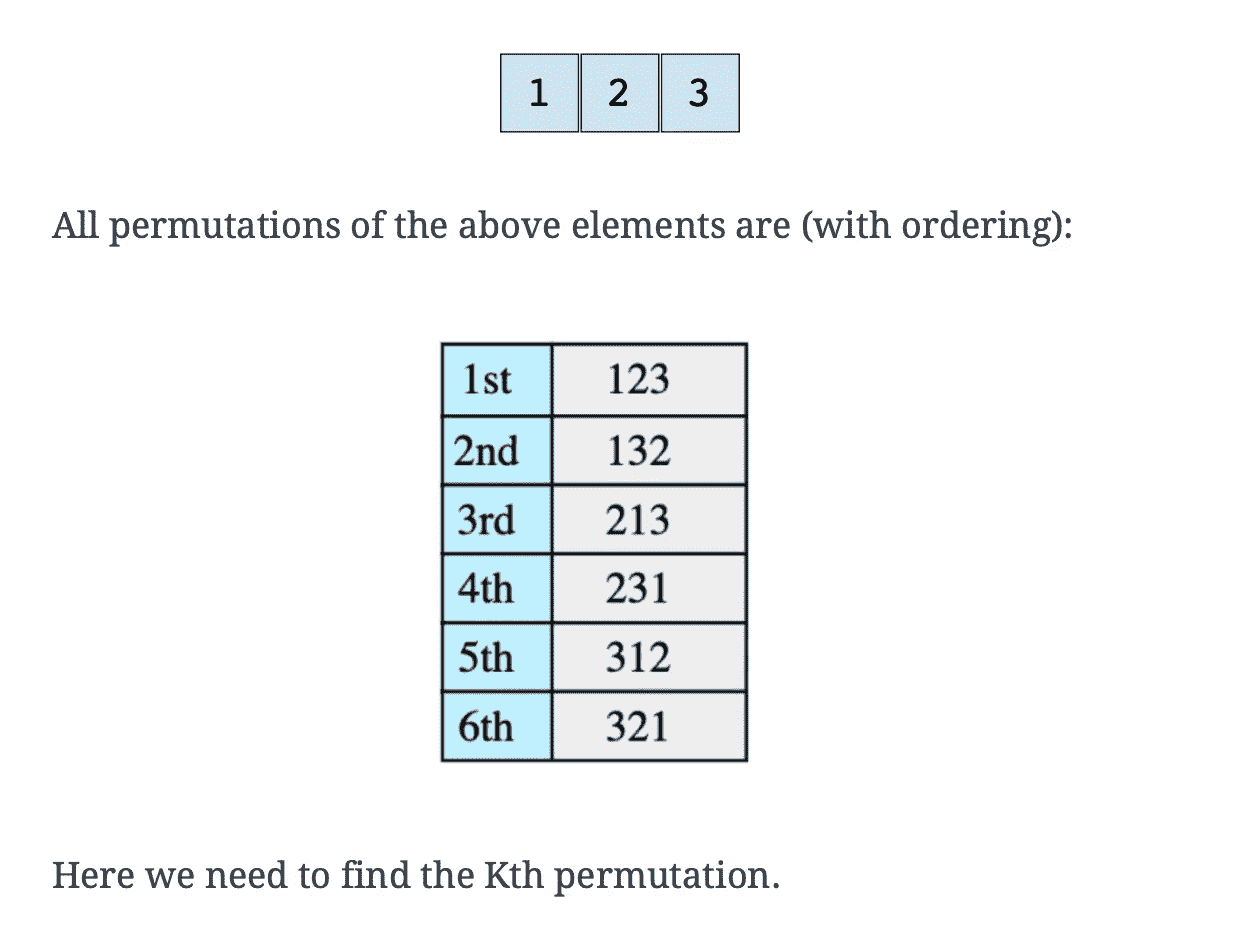 1 2 3
All permutations of the above elements are (with ordering):
1st 123
2nd 132
3rd 213
4th 231
5th 312
6th 321
Here we need to find the Kth permutation.